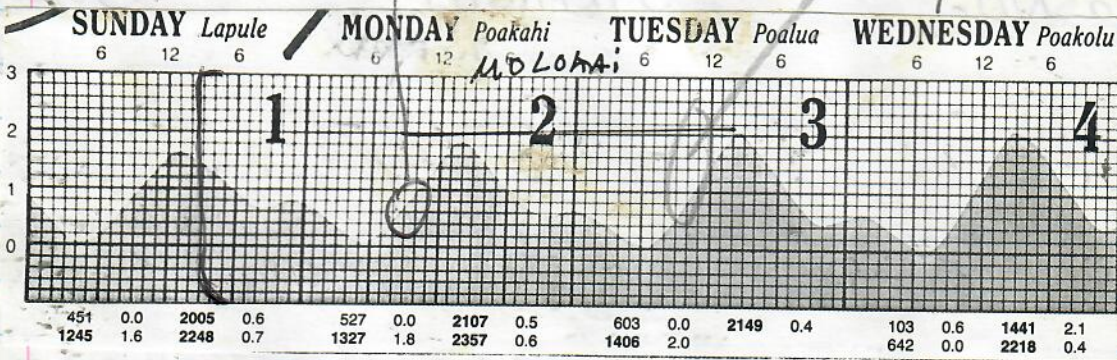 SUNDAY Lapule MONDAY Poakahi TUESDAY Poalua WEDNESDAY Poakolu
6 12 6 6 12 6 12 6 6 12 6
MOLOKAI
3
2
1
0
1 2 3 4
451 0.0 2005 0.6 527 0.0 2107 0.5 603 0.0 2149 0.4 103 0.6 1441 2.1
1245 1.6 2248 0.7 1327 1.8 2357 0.6 1406 2.0 642 0.0 2218 0.4